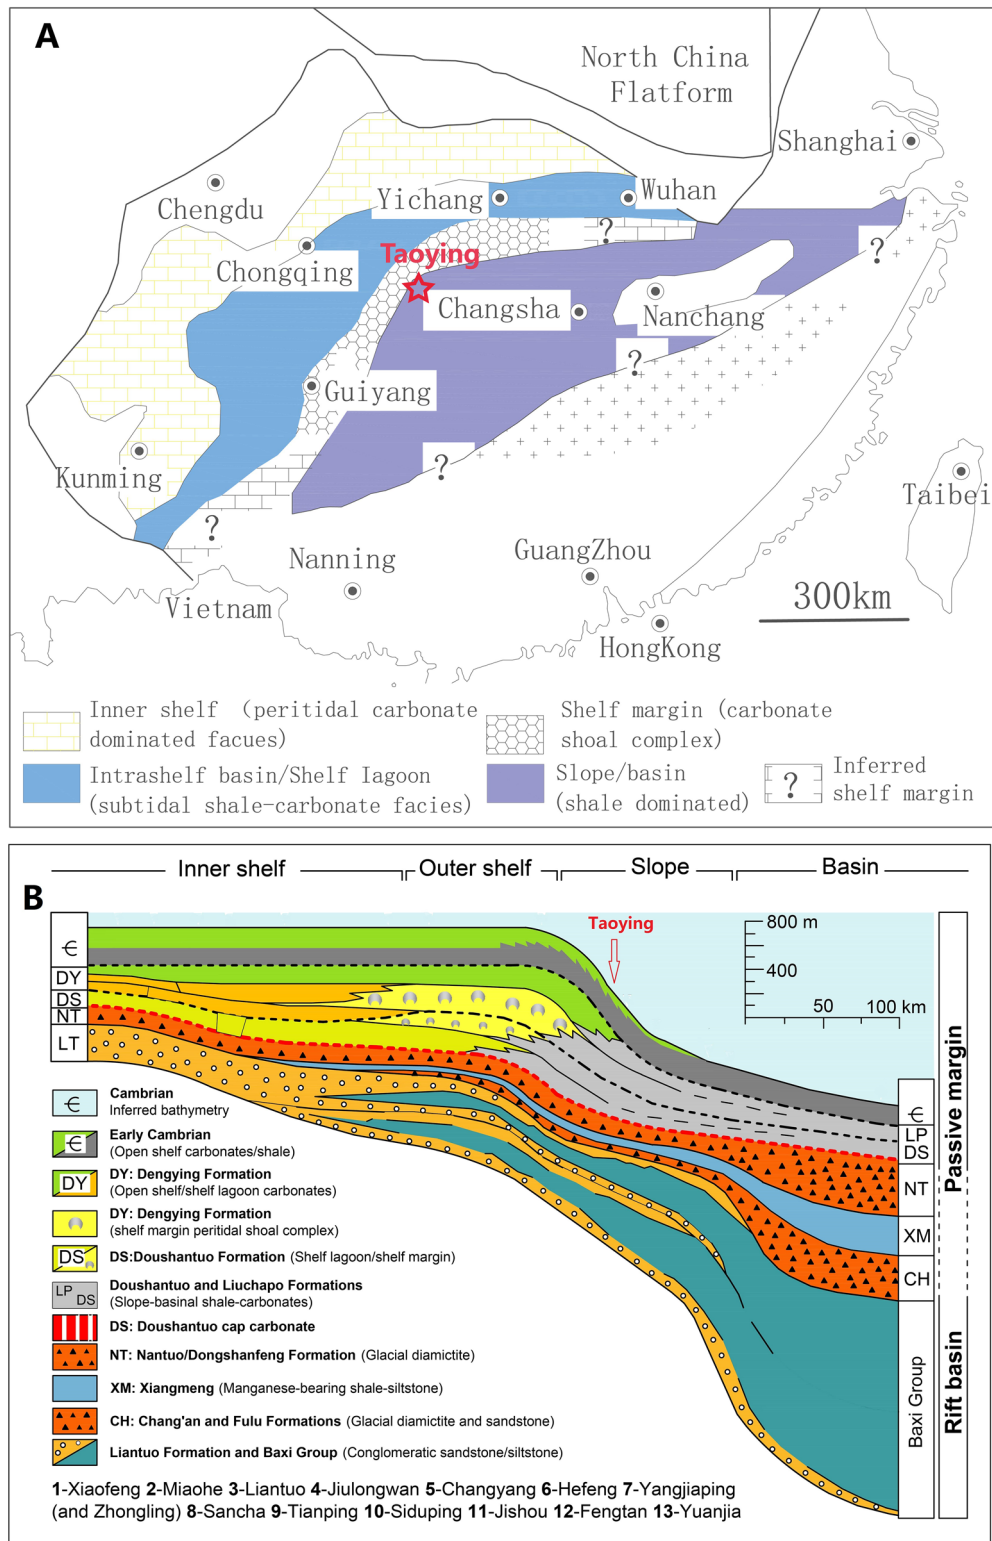 A
North China
Flatform
Shanghai
Wuhan
Yichang
Chengdu
?
Chongqing
Taoying
?
Changsha
Nanchang
?
Guiyang
Kunming
?
Taibei
?
Nanning
GuangZhou
Vietnam
300km
HongKong
Inner shelf （peritidal carbonate
dominated facues)
Shelf margin (carbonate
shoal complex)
Intrashelf basin/Shelf Iagoon
(subtidal shale-carbonate facies)
Slope/basin
(shale dominated)
?
Inferred
shelf margin
Inner shelf
Outer shelf
Slope
Basin
B
Taoying
800 m
400
50
100 km
Є
DY
DS
NT
LT
Є
LP
DS
NT
XM
CH
Baxi Group
Passive margin
Rift basin
Cambrian
Inferred bathymetry
Є
Early Cambrian
(Open shelf carbonates/shale)
Є
DY: Dengying Formation
(Open shelf/shelf lagoon carbonates)
DY
DY: Dengying Formation
(shelf margin peritidal shoal complex)
DS:Doushantuo Formation (Shelf lagoon/shelf margin)
DS
Doushantuo and Liuchapo Formations
(Slope-basinal shale-carbonates)
LP
DS
DS: Doushantuo cap carbonate
NT: Nantuo/Dongshanfeng Formation (Glacial diamictite)
XM: Xiangmeng (Manganese-bearing shale-siltstone)
CH: Chang'an and Fulu Formations (Glacial diamictite and sandstone)
Liantuo Formation and Baxi Group (Conglomeratic sandstone/siltstone)
1-Xiaofeng 2-Miaohe 3-Liantuo 4-Jiulongwan 5-Changyang 6-Hefeng 7-Yangjiaping
(and Zhongling) 8-Sancha 9-Tianping 10-Siduping 11-Jishou 12-Fengtan 13-Yuanjia